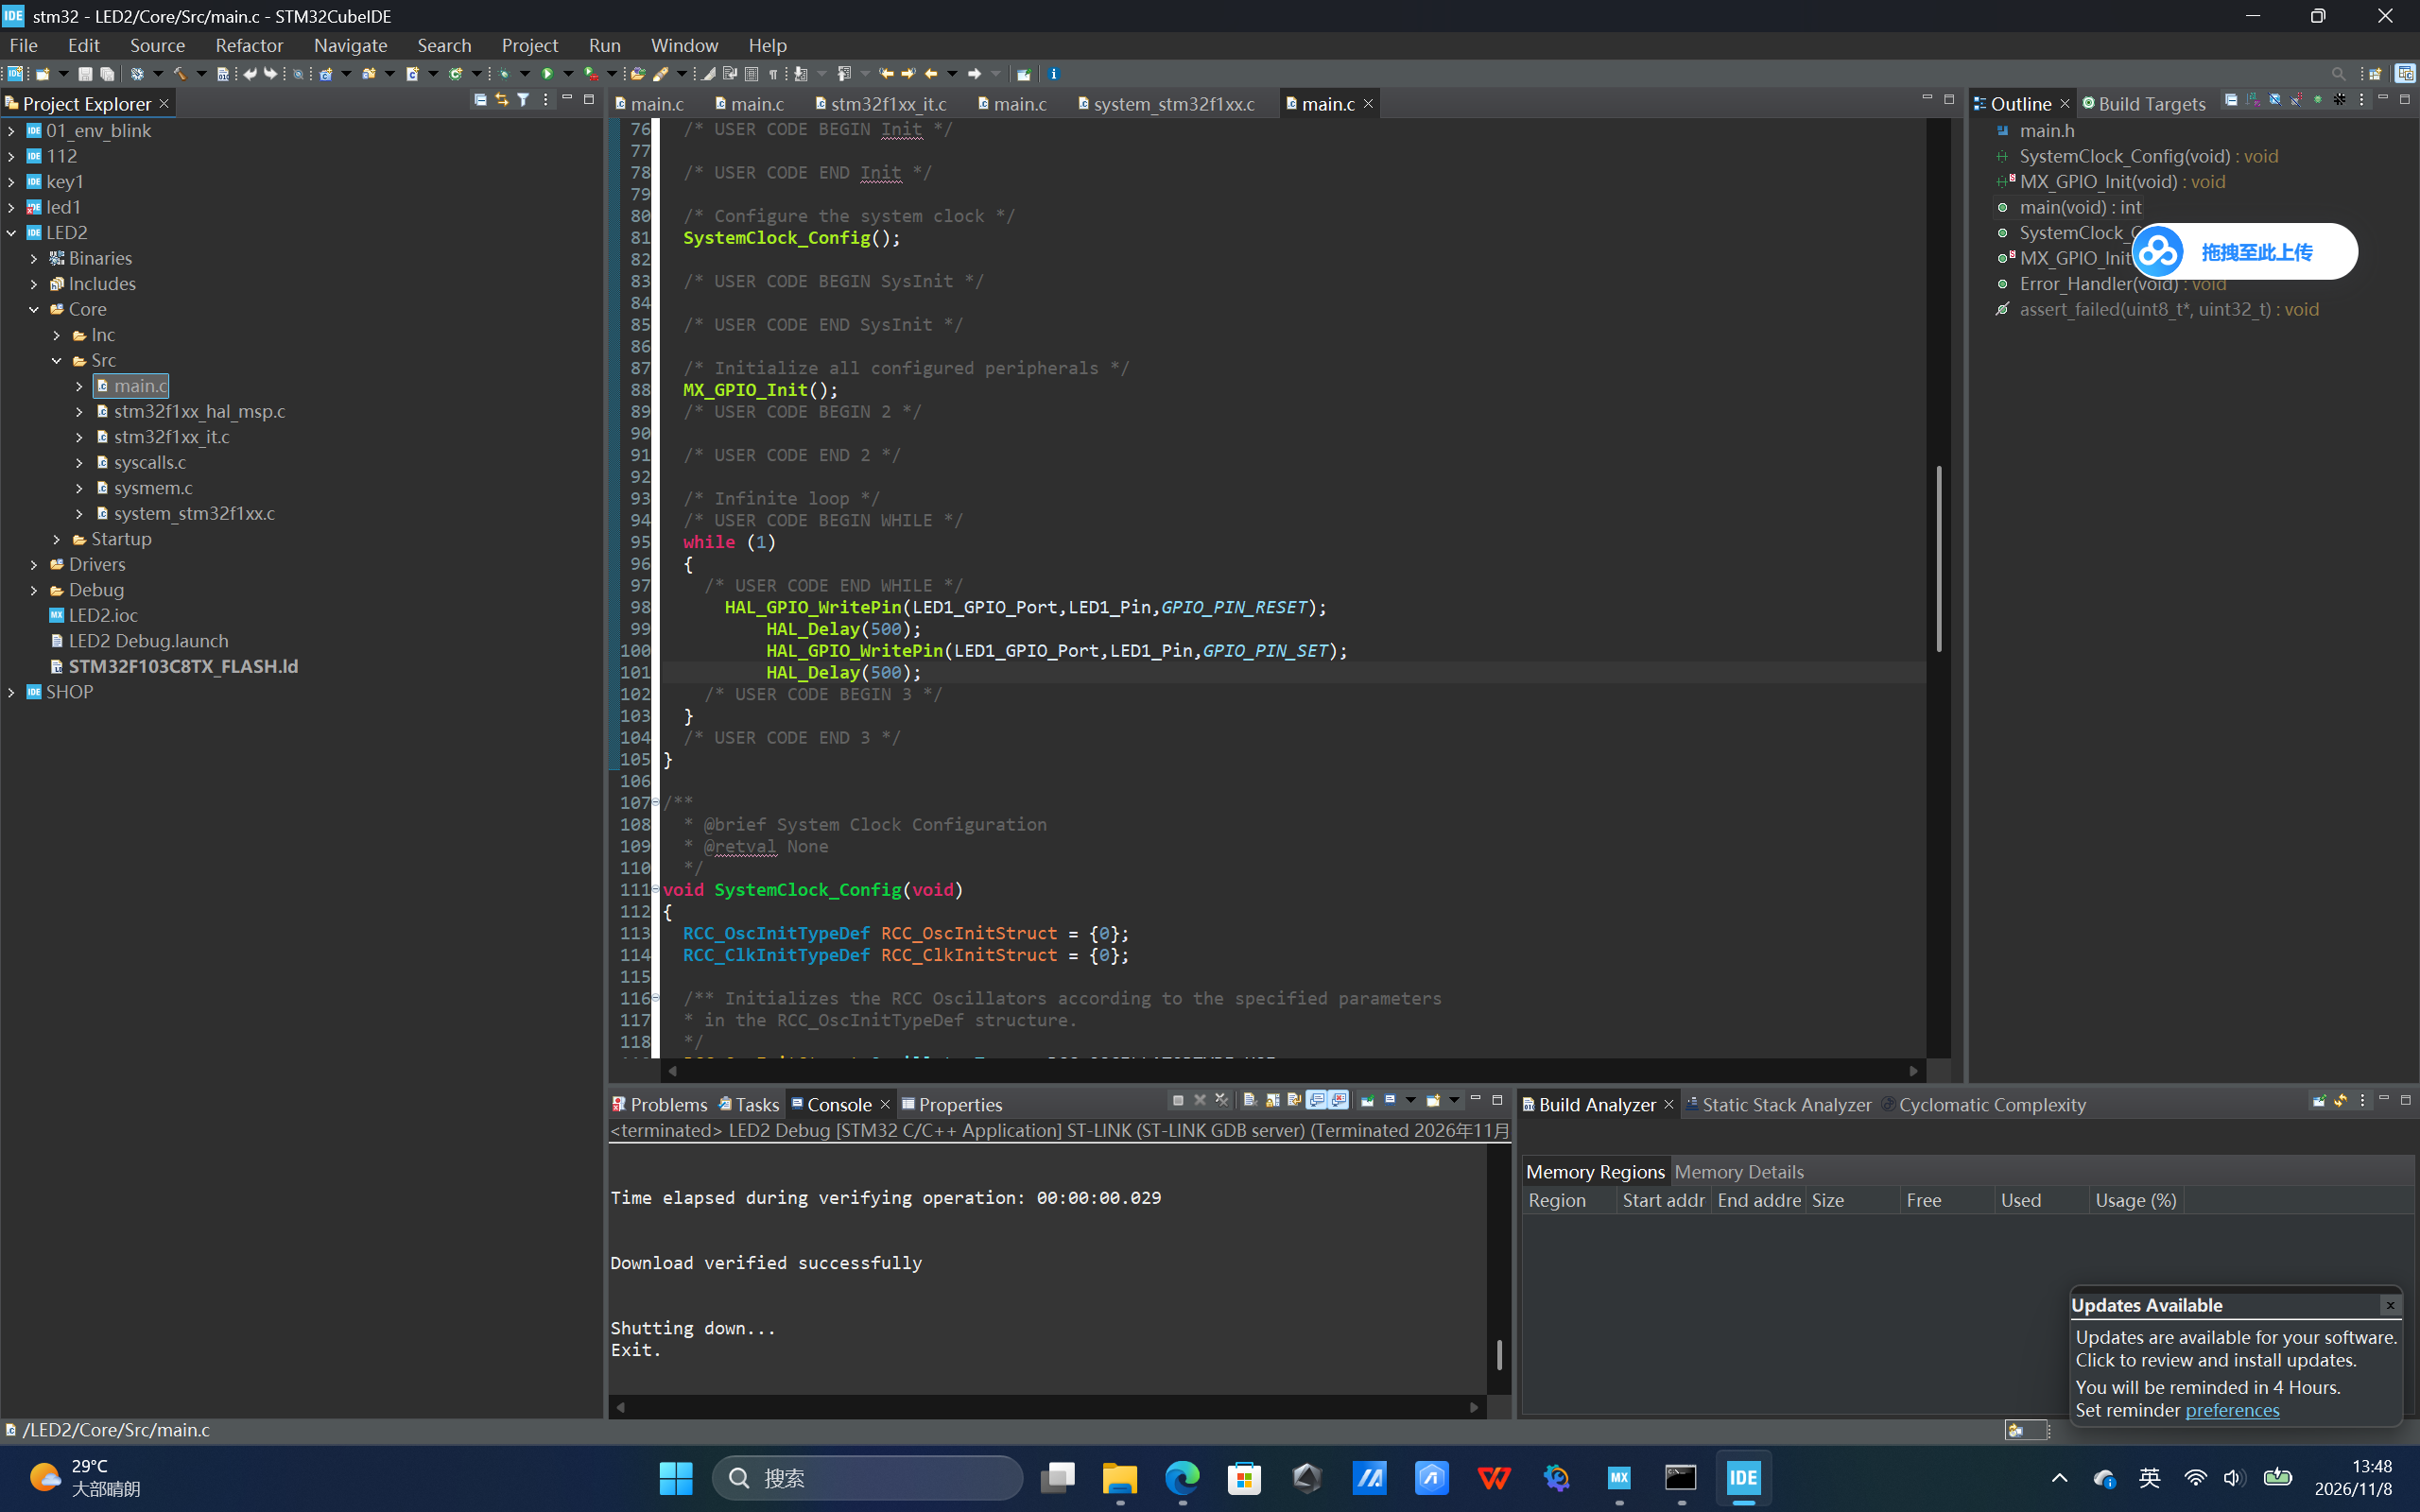 stm32 - LED2/Core/Src/main.c - STM32CubeIDE
File Edit Source Refactor Navigate Search Project Run Window Help
Project Explorer
01_env_blink
112
key1
led1
LED2
Binaries
Includes
Core
Inc
Src
main.c
stm32f1xx_hal_msp.c
stm32f1xx_it.c
syscalls.c
sysmem.c
system_stm32f1xx.c
Startup
Drivers
Debug
LED2.ioc
LED2 Debug.launch
STM32F103C8TX_FLASH.ld
SHOP
main.c main.c stm32f1xx_it.c main.c system_stm32f1xx.c main.c
76 /* USER CODE BEGIN Init */
77
78 /* USER CODE END Init */
79
80 /* Configure the system clock */
81 SystemClock_Config();
82
83 /* USER CODE BEGIN SysInit */
84
85 /* USER CODE END SysInit */
86
87 /* Initialize all configured peripherals */
88 MX_GPIO_Init();
89 /* USER CODE BEGIN 2 */
90
91 /* USER CODE END 2 */
92
93 /* Infinite loop */
94 /* USER CODE BEGIN WHILE */
95 while (1)
96 {
97 /* USER CODE END WHILE */
98 HAL_GPIO_WritePin(LED1_GPIO_Port,LED1_Pin,GPIO_PIN_RESET);
99 HAL_Delay(500);
100 HAL_GPIO_WritePin(LED1_GPIO_Port,LED1_Pin,GPIO_PIN_SET);
101 HAL_Delay(500);
102 /* USER CODE BEGIN 3 */
103 }
104 /* USER CODE END 3 */
105 }
106
107 /**
108 * @brief System Clock Configuration
109 * @retval None
110 */
111 void SystemClock_Config(void)
112 {
113 RCC_OscInitTypeDef RCC_OscInitStruct = {0};
114 RCC_ClkInitTypeDef RCC_ClkInitStruct = {0};
115
116 /** Initializes the RCC Oscillators according to the specified parameters
117 * in the RCC_OscInitTypeDef structure.
118 */
Outline Build Targets
main.h
SystemClock_Config(void) : void
MX_GPIO_Init(void) : void
main(void) : int
SystemClock_C
MX_GPIO_Init
拖拽至此上传
Error_Handler(void) : void
assert_failed(uint8_t*, uint32_t) : void
Problems Tasks Console Properties
<terminated> LED2 Debug [STM32 C/C++ Application] ST-LINK (ST-LINK GDB server) (Terminated 2026年11月
Time elapsed during verifying operation: 00:00:00.029
Download verified successfully
Shutting down...
Exit.
Build Analyzer Static Stack Analyzer Cyclomatic Complexity
Memory Regions Memory Details
Region Start addr End addre Size Free Used Usage (%)
Updates Available
Updates are available for your software.
Click to review and install updates.
You will be reminded in 4 Hours.
Set reminder preferences
/LED2/Core/Src/main.c
29°C
大部晴朗
搜索
MX
IDE
英
13:48
2026/11/8